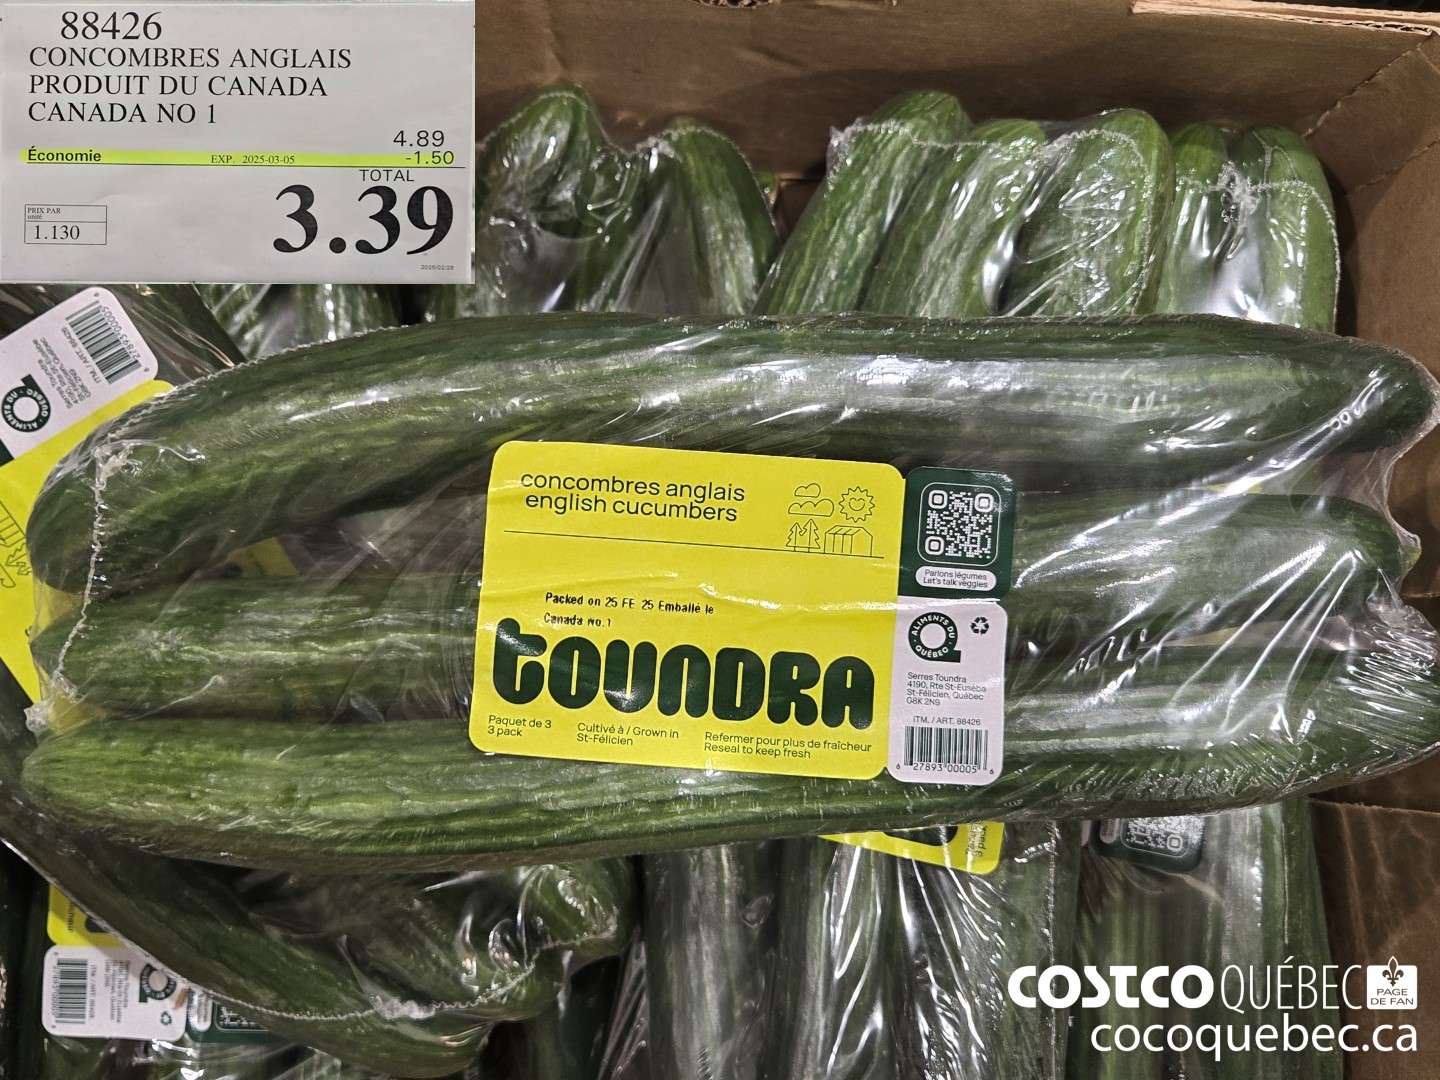 88426
CONCOMBRES ANGLAIS
PRODUIT DU CANADA
CANADA NO 1
4.89
Économie EXP. 2025-03-05 -1.50
TOTAL
3.39
PRIX PAR
unité
1.130
concombres anglais
english cucumbers
Packed on 25 FE 25 Emballé le
Canada No.1
toundra
Paquet de 3
3 pack
Cultivé à / Grown in
St-Félicien
Refermer pour plus de fraîcheur
Reseal to keep fresh
Parlons légumes
Let's talk veggies
ALIMENTS DU QUÉBEC
Serres Toundra
4190, Rte St-Eusèbe
St-Félicien, Québec
G8K 2N9
ITM. / ART. 88426
6 27893 00005 6
COSTCO QUÉBEC PAGE DE FAN
cocoquebec.ca